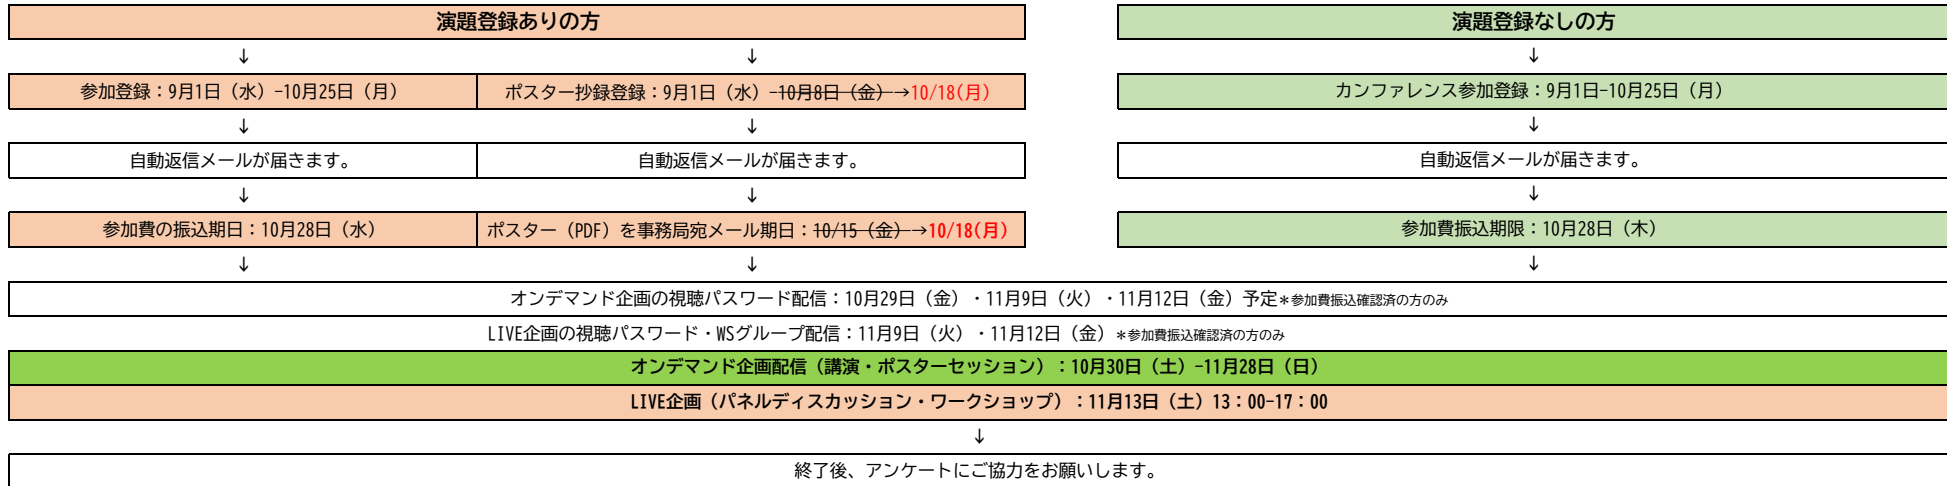 演題登録ありの方
演題登録なしの方
↓ ↓ ↓
参加登録：9月1日（水）-10月25日（月）
ポスター抄録登録：9月1日（水）-10月8日（金）→10/18(月)
カンファレンス参加登録：9月1日-10月25日（月）
↓ ↓ ↓
自動返信メールが届きます。
自動返信メールが届きます。
自動返信メールが届きます。
↓ ↓ ↓
参加費の振込期日：10月28日（水）
ポスター（PDF）を事務局宛メール期日：10/15（金）→10/18(月)
参加費振込期限：10月28日（木）
↓ ↓ ↓
オンデマンド企画の視聴パスワード配信：10月29日（金）・11月9日（火）・11月12日（金）予定＊参加費振込確認済の方のみ
LIVE企画の視聴パスワード・WSグループ配信：11月9日（火）・11月12日（金）＊参加費振込確認済の方のみ
オンデマンド企画配信（講演・ポスターセッション）：10月30日（土）-11月28日（日）
LIVE企画（パネルディスカッション・ワークショップ）：11月13日（土）13：00-17：00
↓
終了後、アンケートにご協力をお願いします。